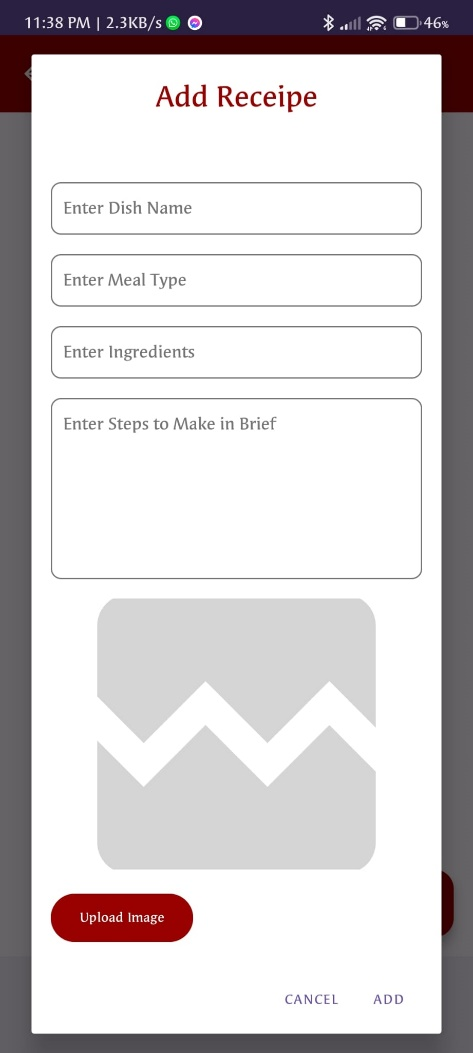 11:38 PM | 2.3KB/s
46%
Add Receipe
Enter Dish Name
Enter Meal Type
Enter Ingredients
Enter Steps to Make in Brief
Upload Image
CANCEL ADD